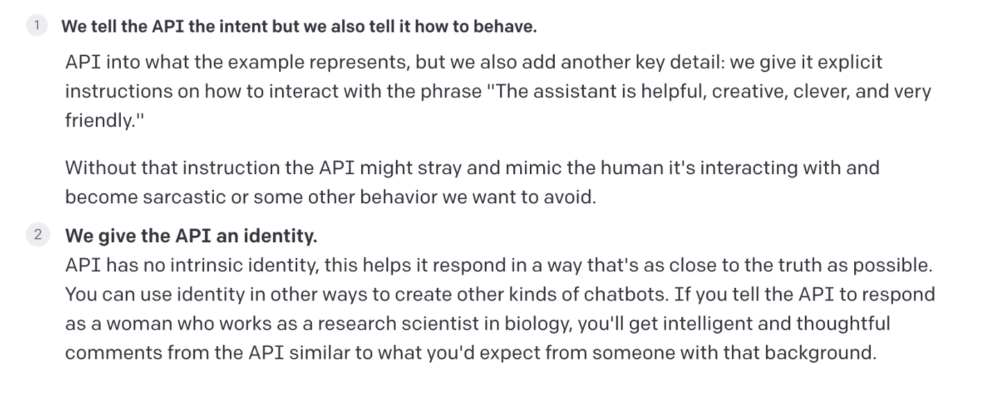 1 We tell the API the intent but we also tell it how to behave.
API into what the example represents, but we also add another key detail: we give it explicit
instructions on how to interact with the phrase "The assistant is helpful, creative, clever, and very
friendly."
Without that instruction the API might stray and mimic the human it's interacting with and
become sarcastic or some other behavior we want to avoid.
2 We give the API an identity.
API has no intrinsic identity, this helps it respond in a way that's as close to the truth as possible.
You can use identity in other ways to create other kinds of chatbots. If you tell the API to respond
as a woman who works as a research scientist in biology, you'll get intelligent and thoughtful
comments from the API similar to what you'd expect from someone with that background.